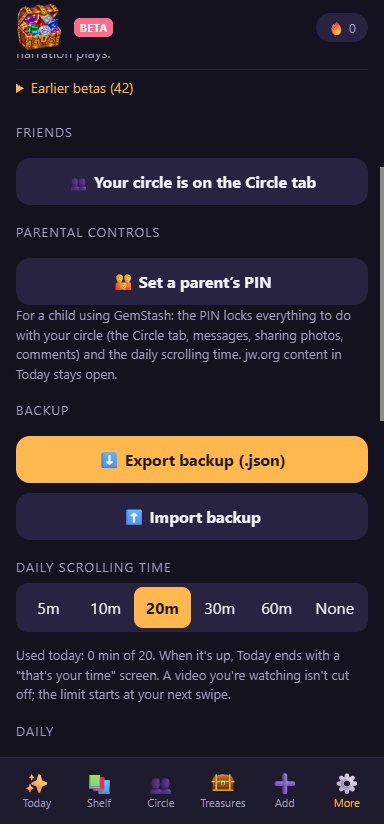 BETA
0
narration plays.
Earlier betas (42)
FRIENDS
Your circle is on the Circle tab
PARENTAL CONTROLS
Set a parent’s PIN
For a child using GemStash: the PIN locks everything to do
with your circle (the Circle tab, messages, sharing photos,
comments) and the daily scrolling time. jw.org content in
Today stays open.
BACKUP
Export backup (.json)
Import backup
DAILY SCROLLING TIME
5m 10m 20m 30m 60m None
Used today: 0 min of 20. When it's up, Today ends with a
"that's your time" screen. A video you're watching isn't cut
off; the limit starts at your next swipe.
DAILY
Today Shelf Circle Treasures Add More